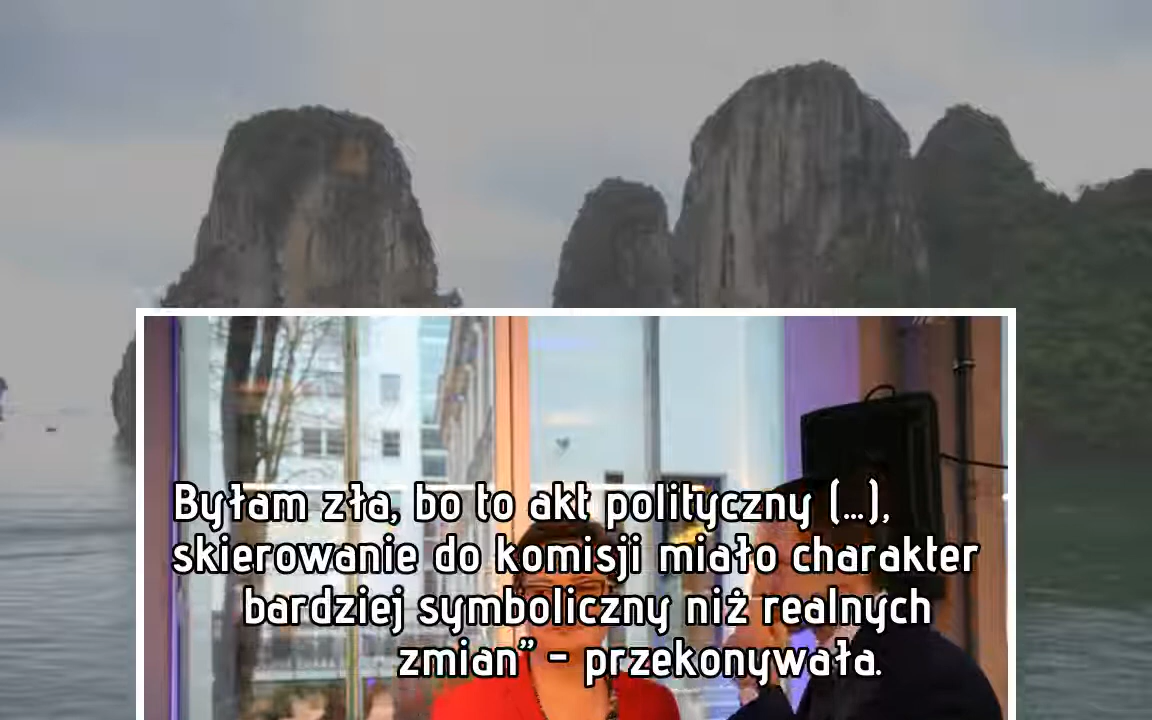 Byłam zła, bo to akt polityczny (...),
skierowanie do komisji miało charakter
bardziej symboliczny niż realnych
zmian” - przekonywała.